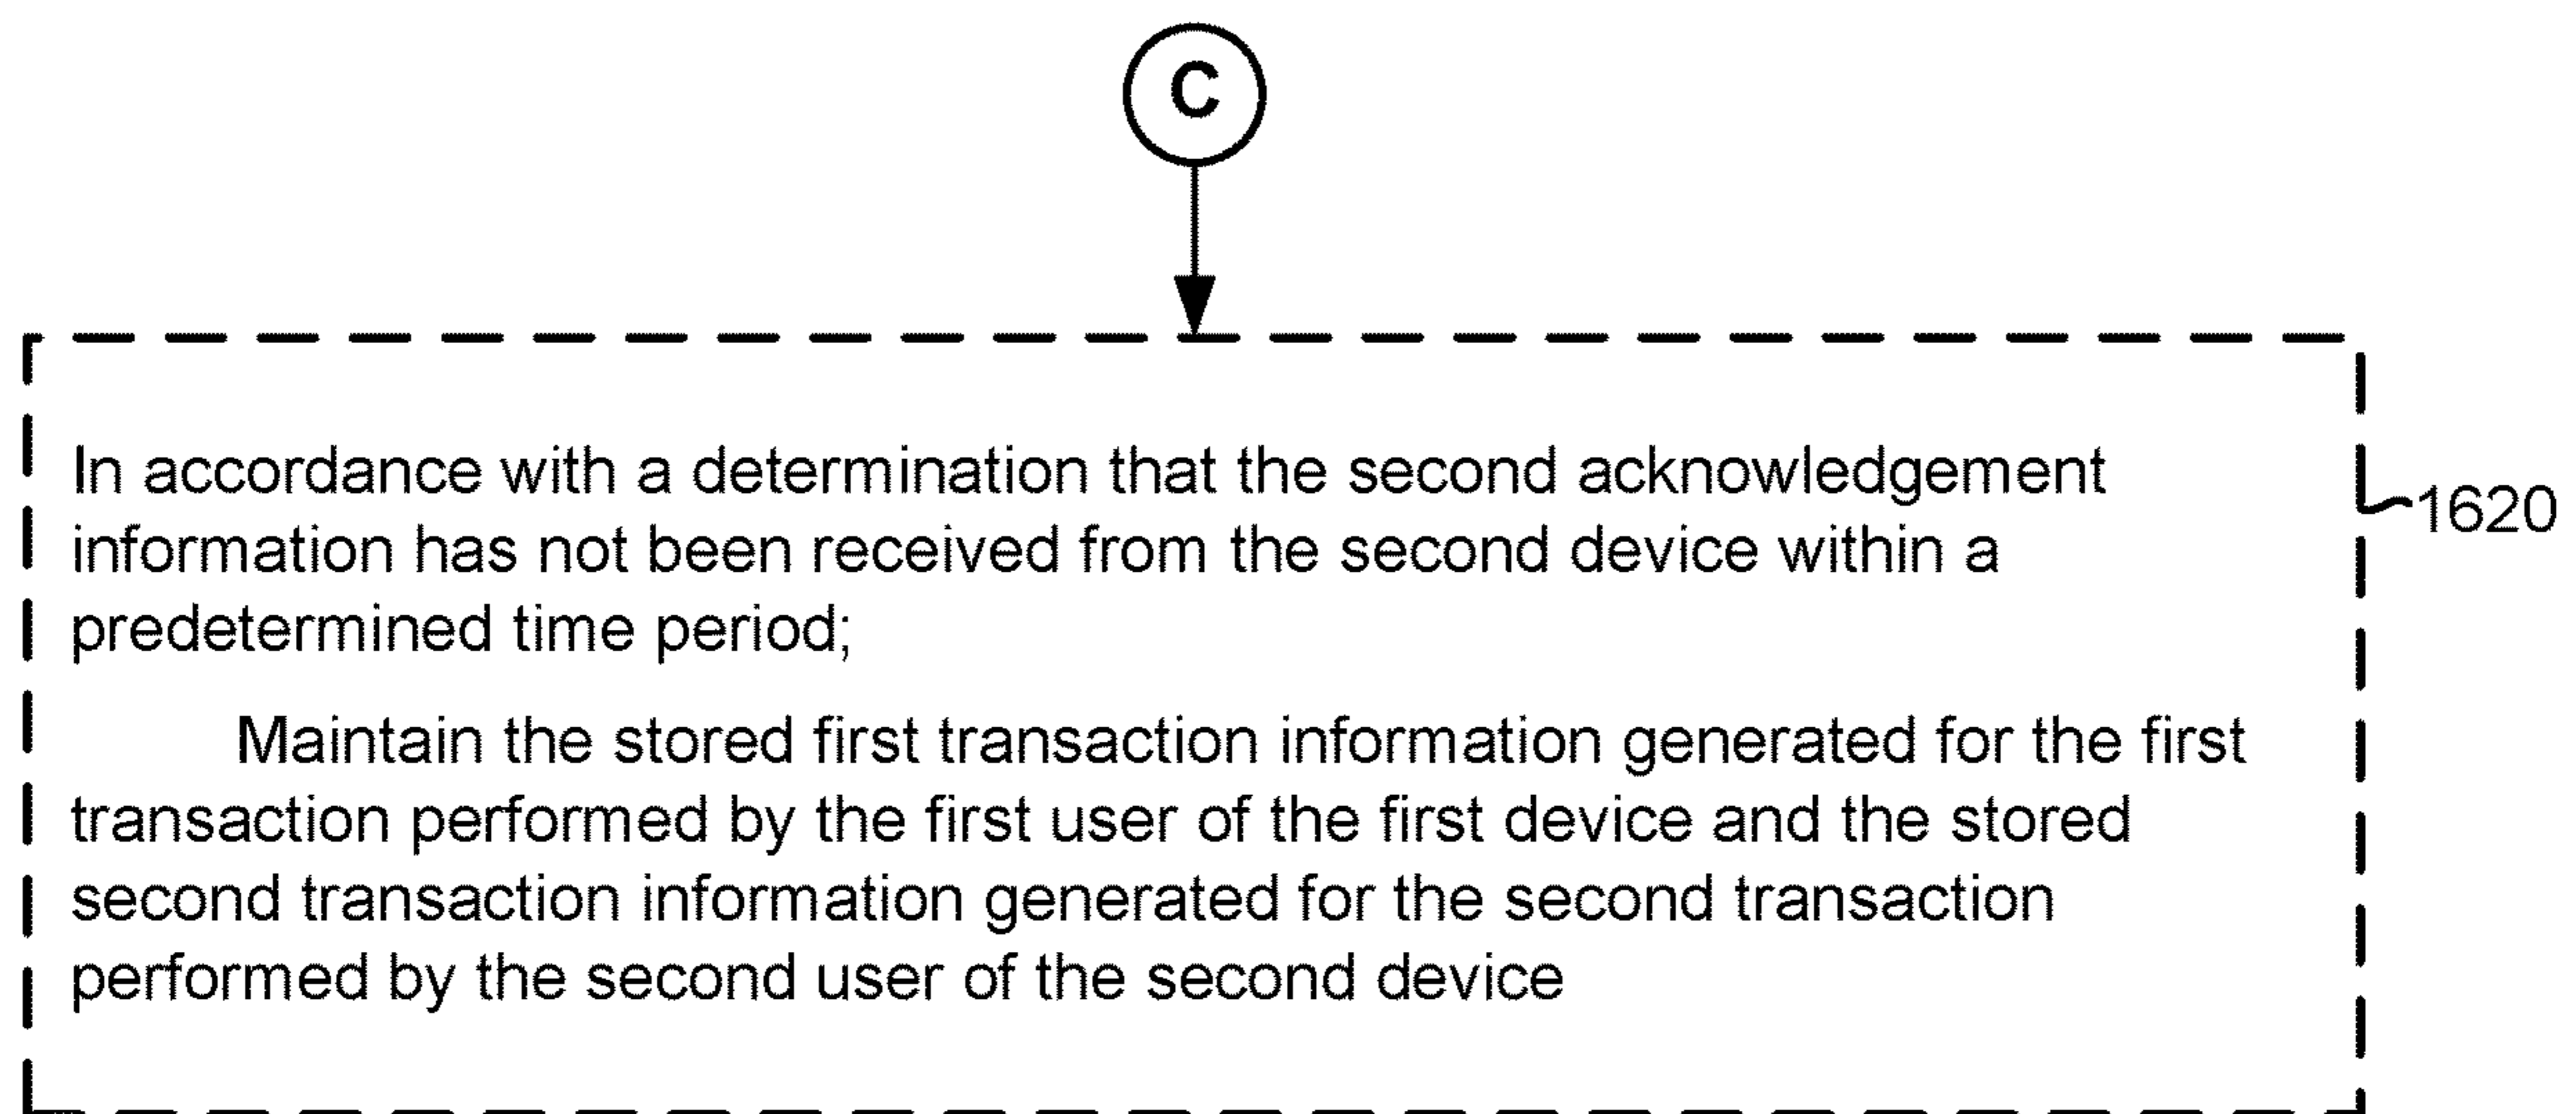 C
In accordance with a determination that the second acknowledgement
information has not been received from the second device within a
predetermined time period;
Maintain the stored first transaction information generated for the first
transaction performed by the first user of the first device and the stored
second transaction information generated for the second transaction
performed by the second user of the second device
1620